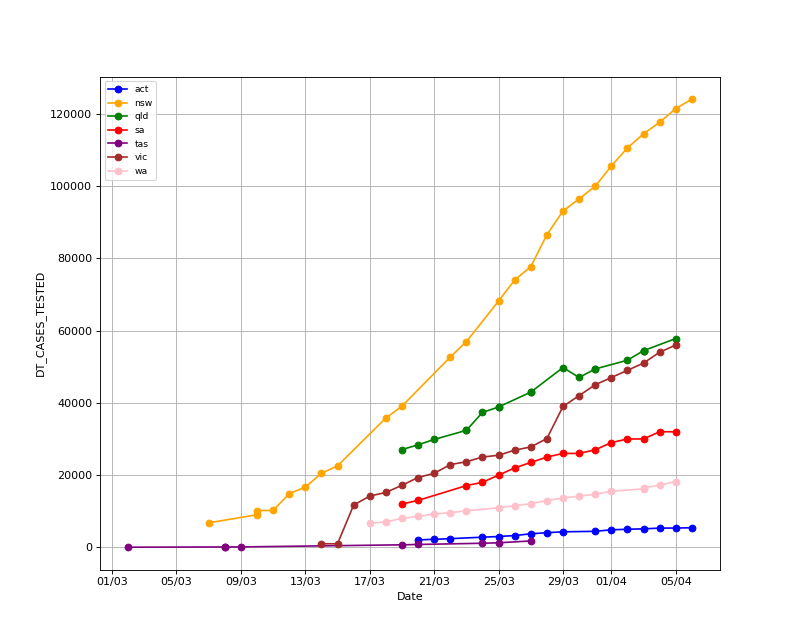 act
nsw
qld
sa
tas
vic
wa
120000
100000
80000
60000
40000
20000
0
DT_CASES_TESTED
01/03 05/03 09/03 13/03 17/03 21/03 25/03 29/03 01/04 05/04
Date